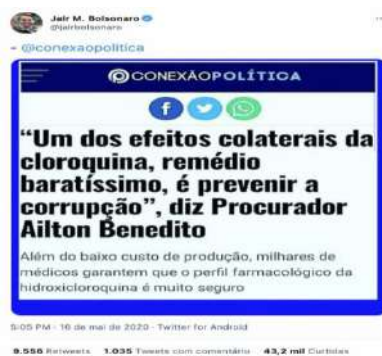 Jair M. Bolsonaro
@jairbolsonaro
- @conexaopolitica
CONEXÃOPOLÍTICA
"Um dos efeitos colaterais da
cloroquina, remédio
baratíssimo, é prevenir a
corrupção", diz Procurador
Ailton Benedito
Além do baixo custo de produção, milhares de
médicos garantem que o perfil farmacológico da
hidroxicloroquina é muito seguro
5:05 PM · 16 de mai de 2020 · Twitter for Android
9.556 Retweets 1.035 Tweets com comentário 43,2 mil Curtidas